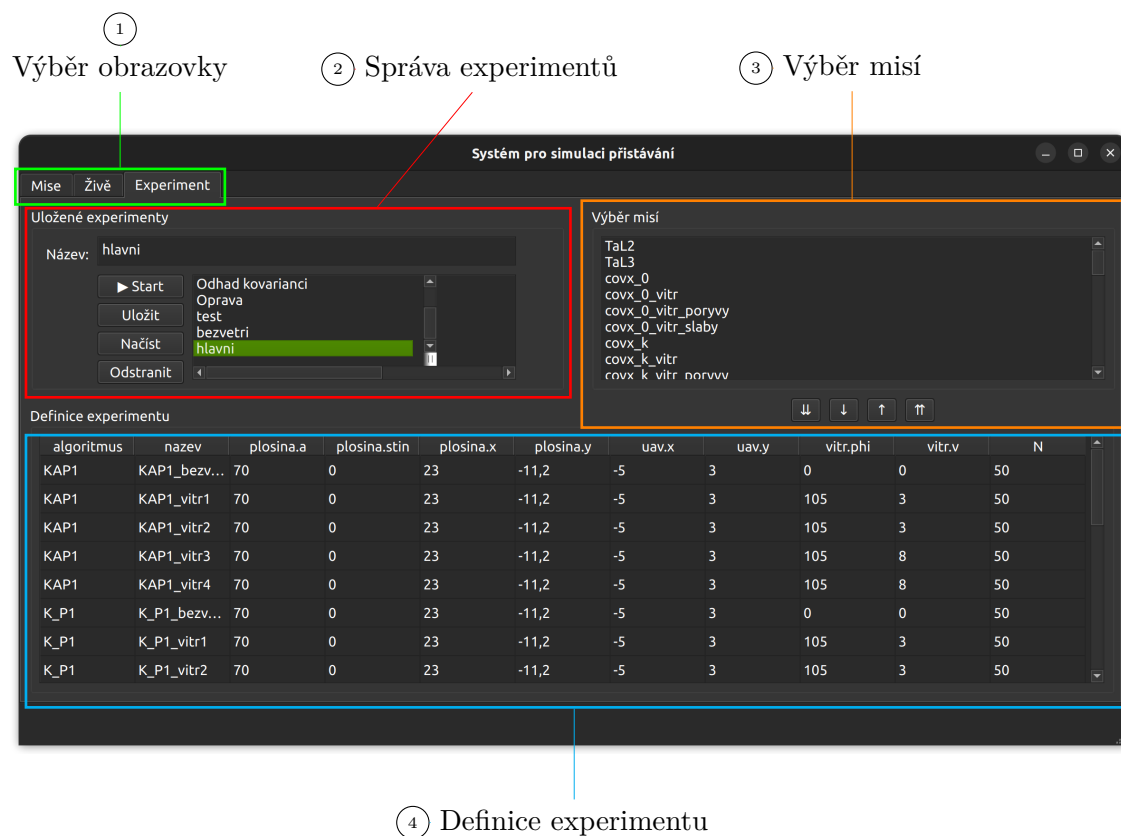 1
Výběr obrazovky
2 Správa experimentů
3 Výběr misí
Systém pro simulaci přistávání
Mise Živě Experiment
Uložené experimenty
Název: hlavni
▶ Start
Uložit
Načíst
Odstranit
Odhad kovarianci
Oprava
test
bezvetri
hlavni
Výběr misí
TaL2
TaL3
covx_0
covx_0_vitr
covx_0_vitr_poryvy
covx_0_vitr_slaby
covx_k
covx_k_vitr
covx_k_vitr_poryvy
⇊ ↓ ↑ ⇈
Definice experimentu
algoritmus nazev plosina.a plosina.stin plosina.x plosina.y uav.x uav.y vitr.phi vitr.v N
KAP1 KAP1_bezv... 70 0 23 -11,2 -5 3 0 0 50
KAP1 KAP1_vitr1 70 0 23 -11,2 -5 3 105 3 50
KAP1 KAP1_vitr2 70 0 23 -11,2 -5 3 105 3 50
KAP1 KAP1_vitr3 70 0 23 -11,2 -5 3 105 8 50
KAP1 KAP1_vitr4 70 0 23 -11,2 -5 3 105 8 50
K_P1 K_P1_bezv... 70 0 23 -11,2 -5 3 0 0 50
K_P1 K_P1_vitr1 70 0 23 -11,2 -5 3 105 3 50
K_P1 K_P1_vitr2 70 0 23 -11,2 -5 3 105 3 50
4 Definice experimentu